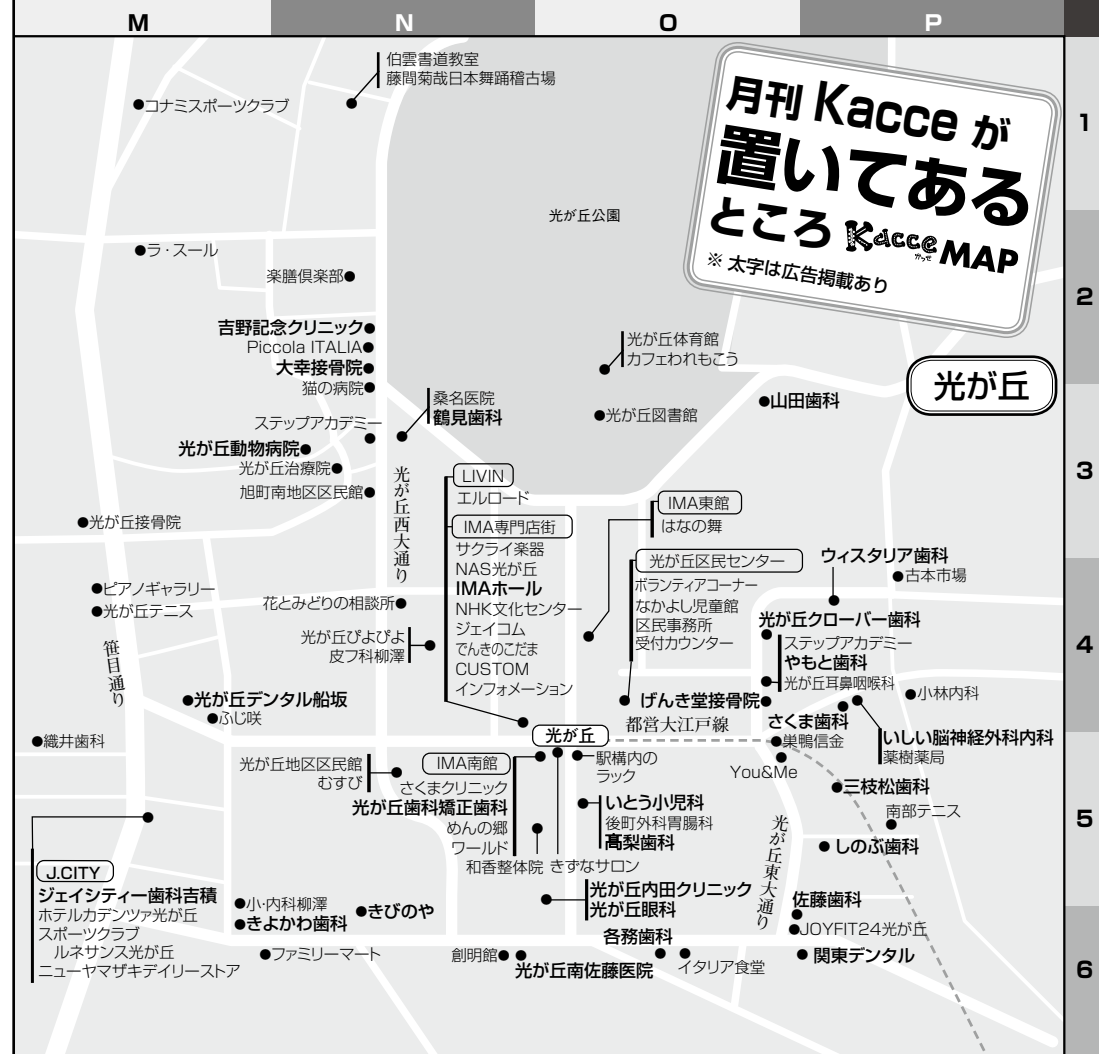 M
N
O
P
1
2
3
4
5
6
月刊 Kacce が
置いてある
ところ Kacce かっせ MAP
※ 太字は広告掲載あり
光が丘
伯雲書道教室
藤間菊哉日本舞踊稽古場
コナミスポーツクラブ
光が丘公園
ラ・スール
楽膳倶楽部
吉野記念クリニック
Piccola ITALIA
大幸接骨院
猫の病院
光が丘体育館
カフェわれもこう
桑名医院
鶴見歯科
光が丘図書館
山田歯科
ステップアカデミー
光が丘動物病院
光が丘治療院
旭町南地区区民館
光が丘西大通り
光が丘接骨院
LIVIN
エルロード
IMA専門店街
サクライ楽器
NAS光が丘
IMAホール
NHK文化センター
ジェイコム
でんきのこだま
CUSTOM
インフォメーション
IMA東館
はなの舞
光が丘区民センター
ボランティアコーナー
なかよし児童館
区民事務所
受付カウンター
ウィスタリア歯科
古本市場
光が丘クローバー歯科
ステップアカデミー
やもと歯科
光が丘耳鼻咽喉科
小林内科
ピアノギャラリー
光が丘テニス
花とみどりの相談所
光が丘ぴよぴよ
皮フ科柳澤
笹目通り
光が丘デンタル船坂
ふじ咲
織井歯科
げんき堂接骨院
都営大江戸線
さくま歯科
巣鴨信金
いしい脳神経外科内科
薬樹薬局
You&Me
光が丘
駅構内の
ラック
光が丘地区区民館
むすび
IMA南館
さくまクリニック
光が丘歯科矯正歯科
めんの郷
ワールド
和香整体院
きずなサロン
いとう小児科
後町外科胃腸科
髙梨歯科
三枝松歯科
南部テニス
しのぶ歯科
光が丘東大通り
J.CITY
ジェイシティー歯科吉積
ホテルカデンツァ光が丘
スポーツクラブ
ルネサンス光が丘
ニューヤマザキデイリーストア
小・内科柳澤
きよかわ歯科
きびのや
光が丘内田クリニック
光が丘眼科
佐藤歯科
JOYFIT24光が丘
関東デンタル
ファミリーマート
創明館
光が丘南佐藤医院
各務歯科
イタリア食堂